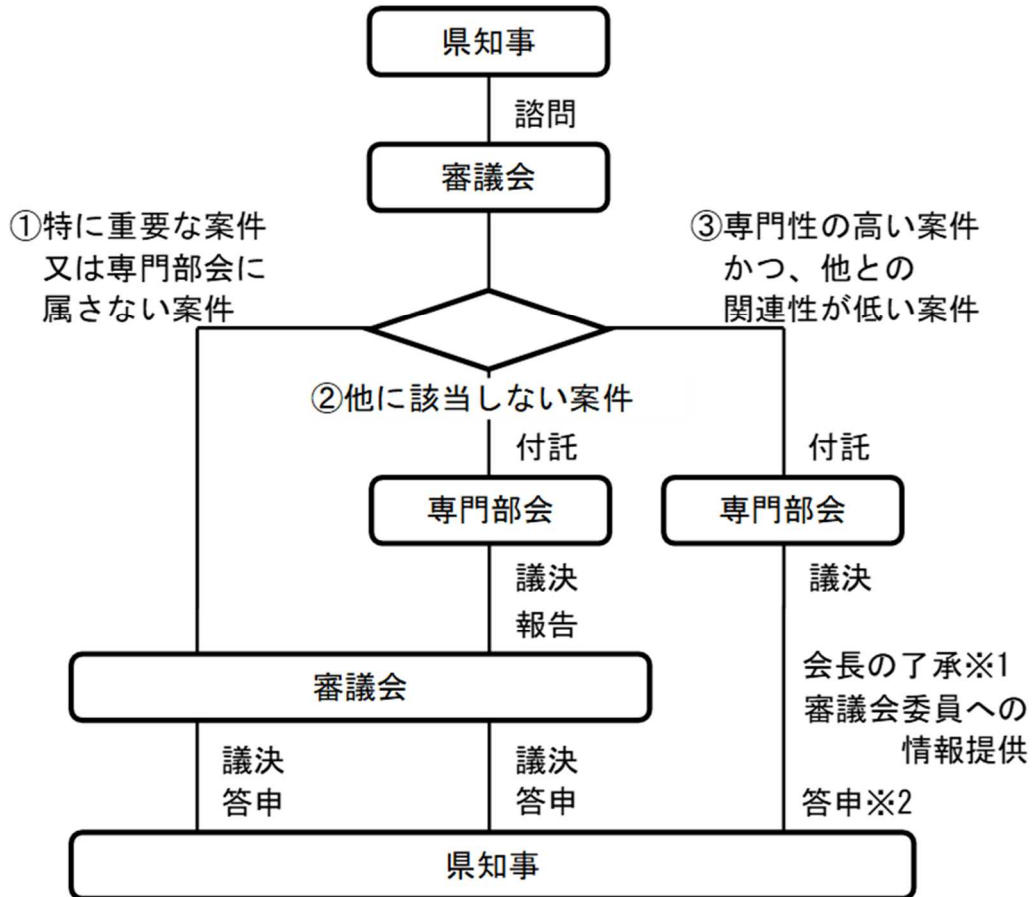 県知事
諮問
審議会
①特に重要な案件
又は専門部会に
属さない案件
③専門性の高い案件
かつ、他との
関連性が低い案件
②他に該当しない案件
付託
付託
専門部会
専門部会
議決
報告
議決
審議会
会長の了承※1
審議会委員への
情報提供
議決
答申
議決
答申
答申※2
県知事